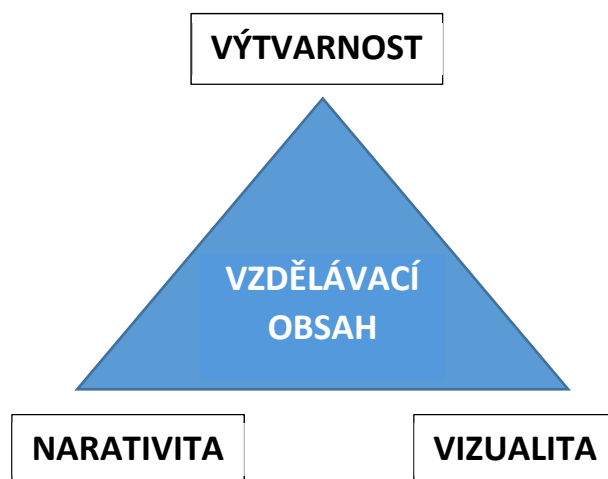 VÝTVARNOST
VZDĚLÁVACÍ
OBSAH
NARATIVITA
VIZUALITA